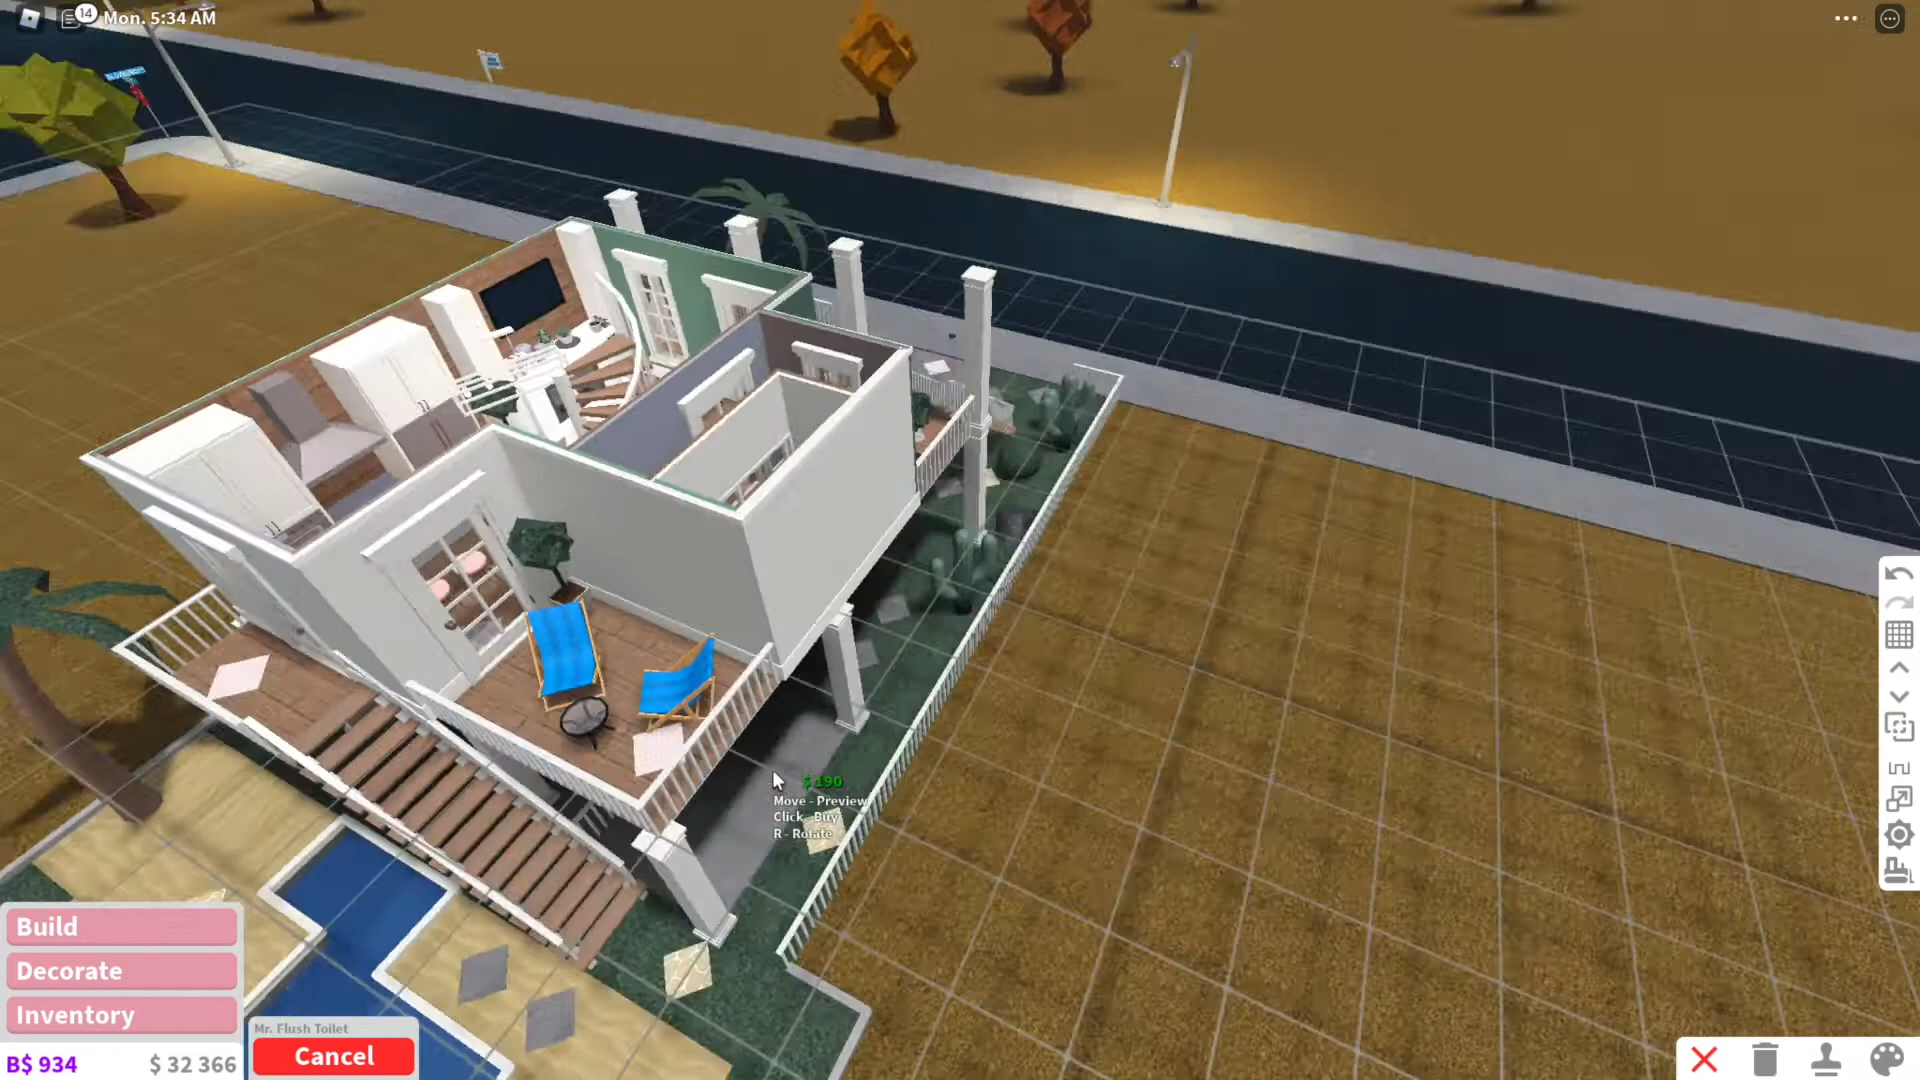 14
Mon. 5:34 AM
$ 190
Move - Preview
Click - Buy
R - Rotate
Build
Decorate
Inventory
Mr. Flush Toilet
Cancel
B$ 934
$ 32 366